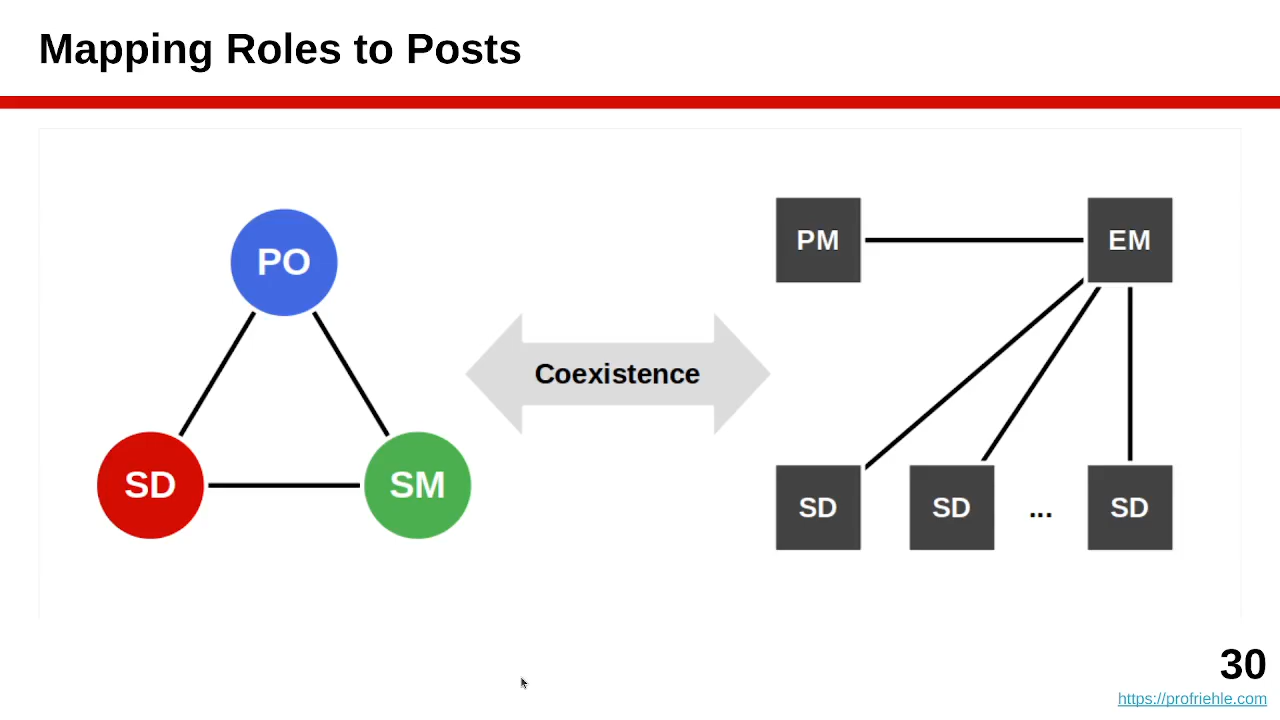 Mapping Roles to Posts
PO
SD
SM
Coexistence
PM
EM
SD
SD
...
SD
30
https://profriehle.com